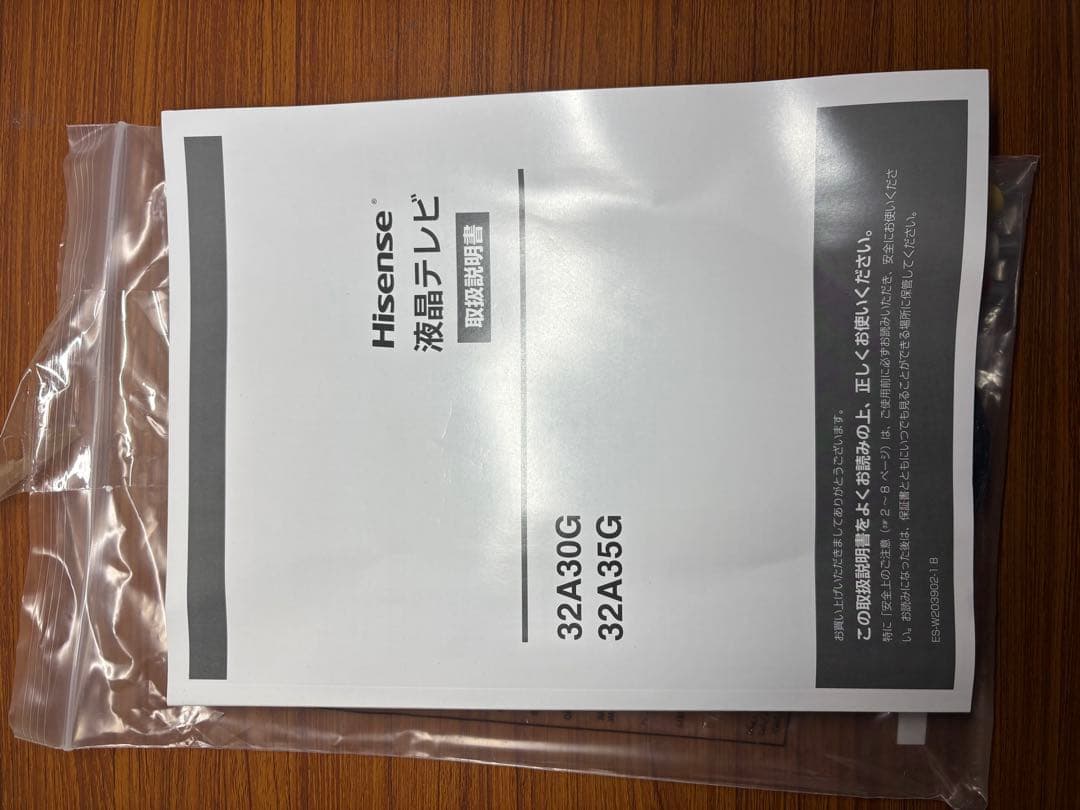 Hisense®
液晶テレビ
取扱説明書
32A30G
32A35G
お買い上げいただきましてありがとうございます。
この取扱説明書をよくお読みの上、正しくお使いください。
特に「安全上のご注意（☞ 2 ～ 8 ページ）は、ご使用前に必ずお読みいただき、安全にお使いくださ
い。お読みになった後は、保証書とともにいつでも見ることができる場所に保管してください。
ES-W203902-1 B